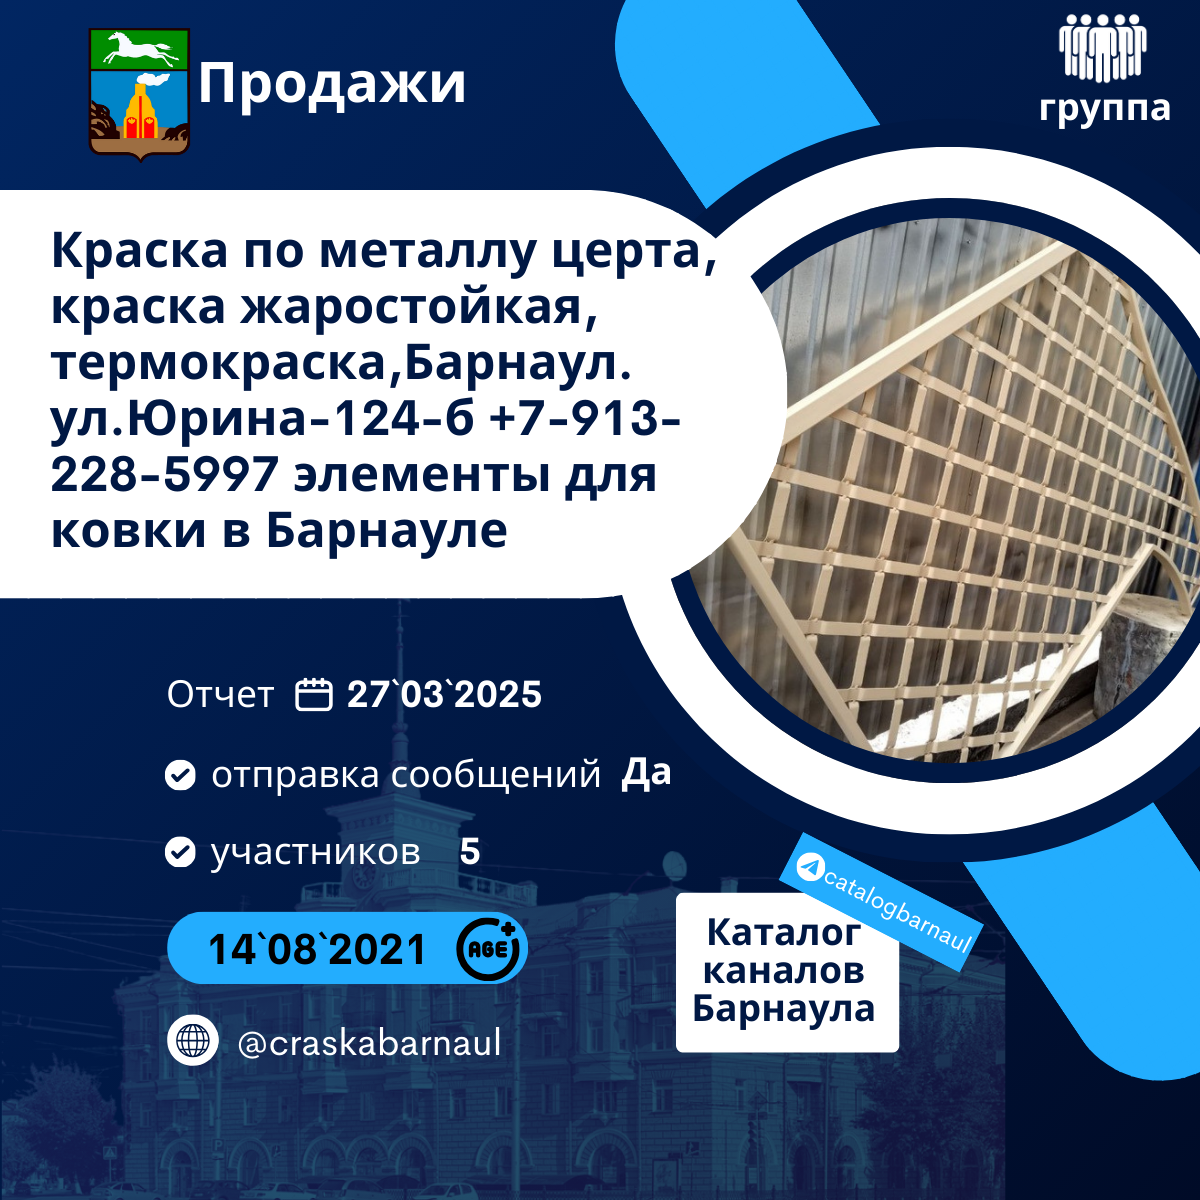 Продажи
группа
Краска по металлу церта,
краска жаростойкая,
термокраска,Барнаул.
ул.Юрина-124-б +7-913-
228-5997 элементы для
ковки в Барнауле
Отчет 27`03`2025
отправка сообщений Да
участников 5
14`08`2021 AGE+
@craskabarnaul
catalogbarnaul
Каталог
каналов
Барнаула